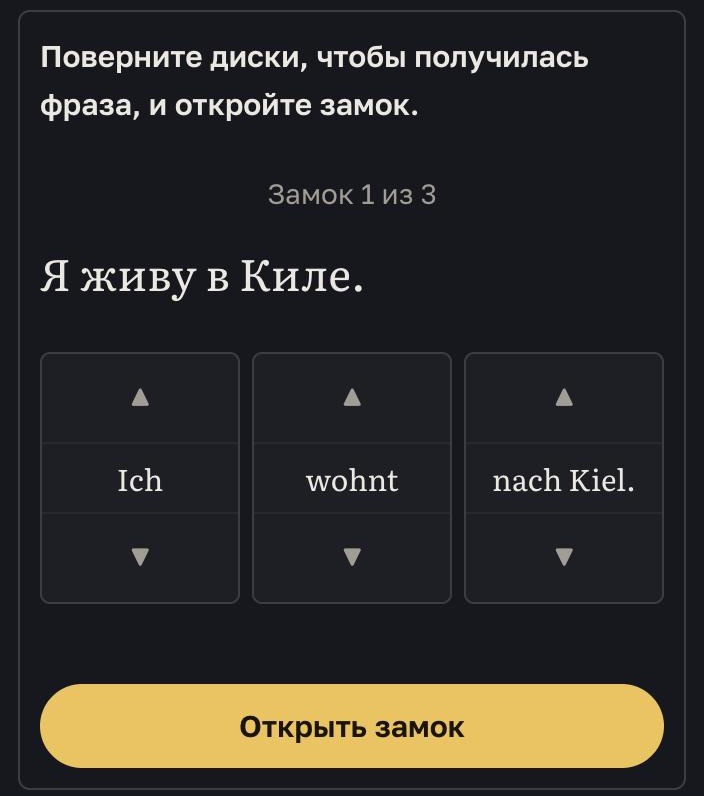 Поверните диски, чтобы получилась
фраза, и откройте замок.
Замок 1 из 3
Я живу в Киле.
▲ ▲ ▲
Ich wohnt nach Kiel.
▼ ▼ ▼
Открыть замок